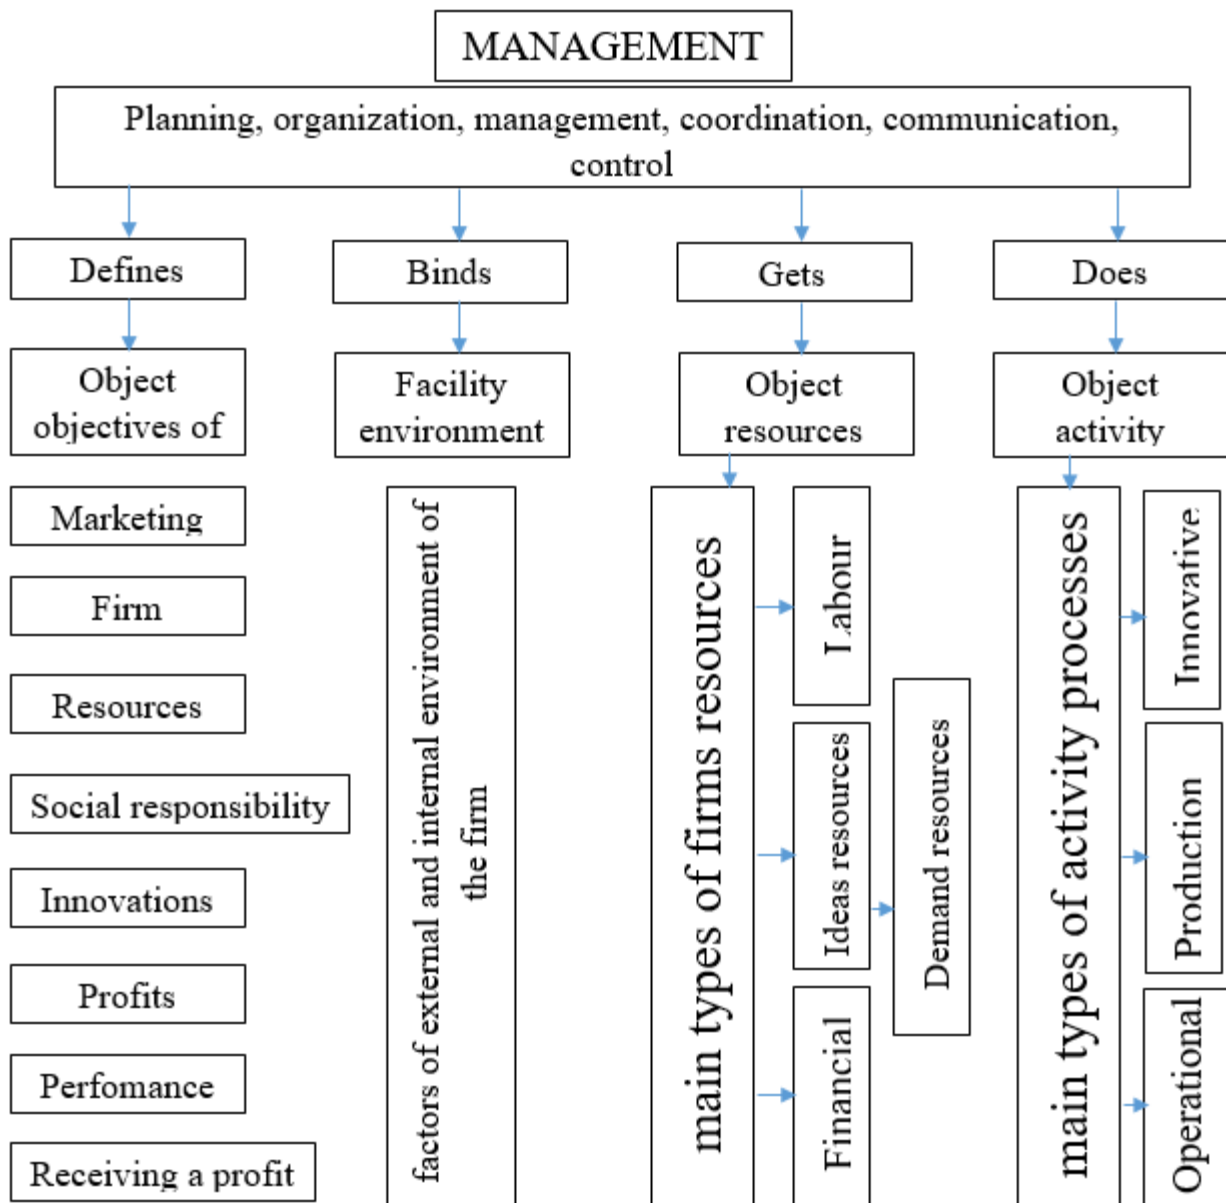 MANAGEMENT
Planning, organization, management, coordination, communication,
control
Defines
Binds
Gets
Does
Object
objectives of
Facility
environment
Object
resources
Object
activity
Marketing
Firm
Resources
Social responsibility
Innovations
Profits
Perfomance
Receiving a profit
factors of external and internal environment of
the firm
main types of firms resources
Labour
Ideas resources
Financial
Demand resources
main types of activity processes
Innovative
Production
Operational